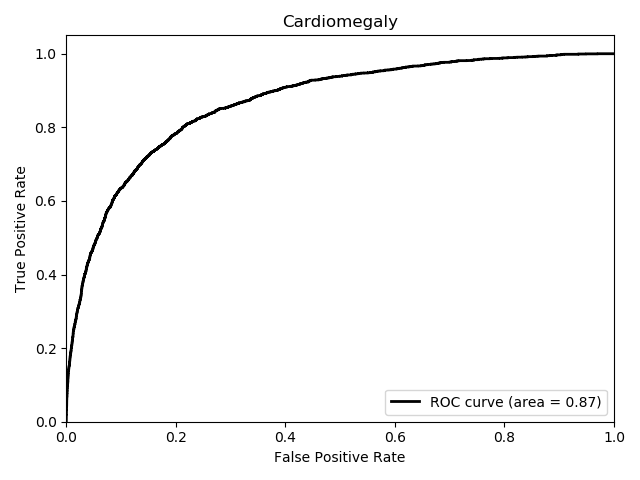 Cardiomegaly
1.0
0.8
0.6
0.4
0.2
0.0
True Positive Rate
ROC curve (area = 0.87)
0.0 0.2 0.4 0.6 0.8 1.0
False Positive Rate